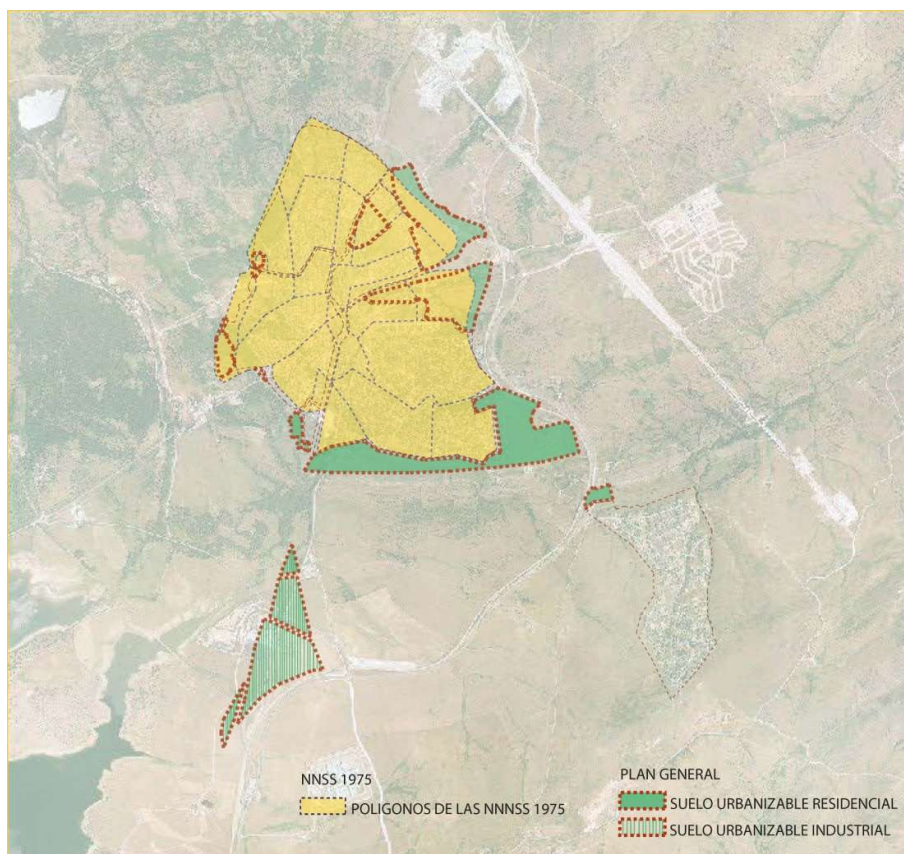 NNSS 1975
POLIGONOS DE LAS NNNSS 1975
PLAN GENERAL
SUELO URBANIZABLE RESIDENCIAL
SUELO URBANIZABLE INDUSTRIAL